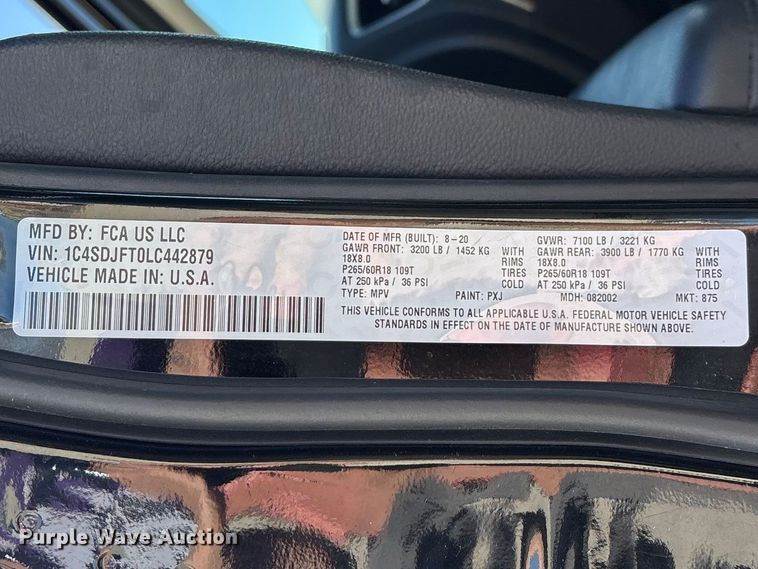 MFD BY: FCA US LLC
VIN: 1C4SDJFT0LC442879
VEHICLE MADE IN: U.S.A.
DATE OF MFR (BUILT): 8-20 GVWR: 7100 LB / 3221 KG
GAWR FRONT: 3200 LB / 1452 KG WITH GAWR REAR: 3900 LB / 1770 KG WITH
18X8.0 RIMS 18X8.0 RIMS
P265/60R18 109T TIRES P265/60R18 109T TIRES
AT 250 kPa / 36 PSI COLD AT 250 kPa / 36 PSI COLD
TYPE: MPV PAINT: PXJ MDH: 082002 MKT: 875
THIS VEHICLE CONFORMS TO ALL APPLICABLE U.S.A. FEDERAL MOTOR VEHICLE SAFETY
STANDARDS IN EFFECT ON THE DATE OF MANUFACTURE SHOWN ABOVE.
Purple Wave Auction